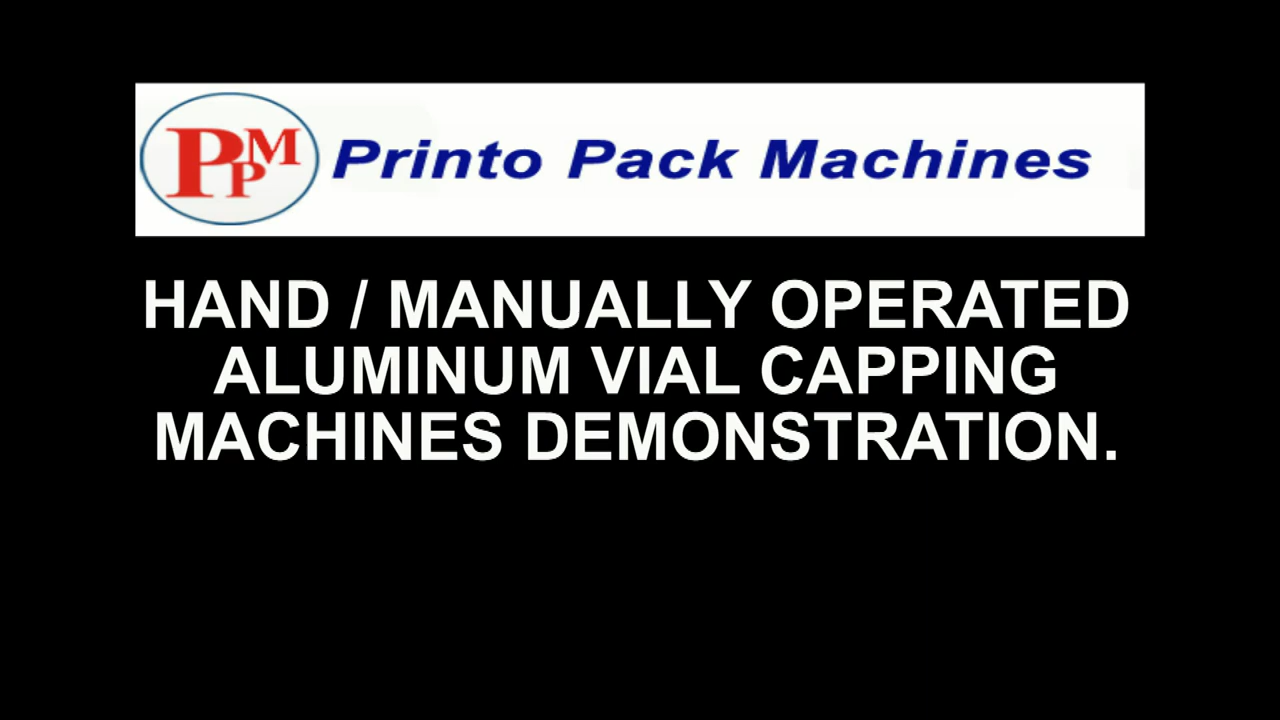 PPM Printo Pack Machines
HAND / MANUALLY OPERATED
ALUMINUM VIAL CAPPING
MACHINES DEMONSTRATION.